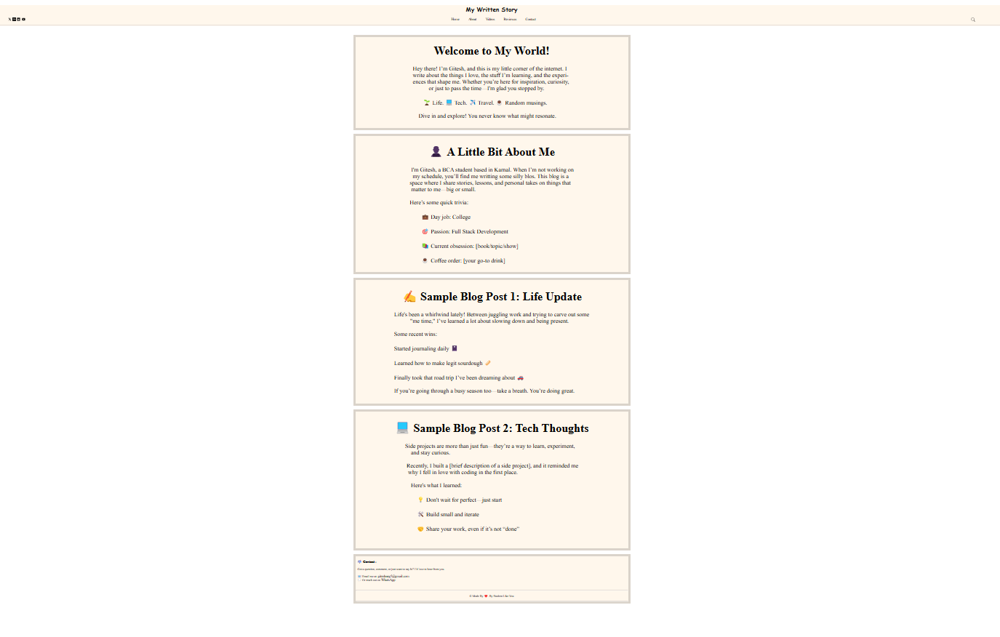 My Written Story
Home About Videos Reviews Contact
Welcome to My World!
Hey there! I’m Gitesh, and this is my little corner of the internet. I
write about the things I love, the stuff I’m learning, and the experi-
ences that shape me. Whether you’re here for inspiration, curiosity,
or just to pass the time—I'm glad you stopped by.
🌱 Life. 💻 Tech. ✈️ Travel. ☕ Random musings.
Dive in and explore! You never know what might resonate.
👤 A Little Bit About Me
I'm Gitesh, a BCA student based in Karnal. When I’m not working on
my schedule, you’ll find me writting some silly blos. This blog is a
space where I share stories, lessons, and personal takes on things that
matter to me—big or small.
Here’s some quick trivia:
💼 Day job: College
🎯 Passion: Full Stack Development
📚 Current obsession: [book/topic/show]
☕ Coffee order: [your go-to drink]
✍️ Sample Blog Post 1: Life Update
Life's been a whirlwind lately! Between juggling work and trying to carve out some
"me time," I’ve learned a lot about slowing down and being present.
Some recent wins:
Started journaling daily 📓
Learned how to make legit sourdough 🥖
Finally took that road trip I’ve been dreaming about 🚗
If you’re going through a busy season too—take a breath. You’re doing great.
💻 Sample Blog Post 2: Tech Thoughts
Side projects are more than just fun—they’re a way to learn, experiment,
and stay curious.
Recently, I built a [brief description of a side project], and it reminded me
why I fell in love with coding in the first place.
Here's what I learned:
💡 Don't wait for perfect—just start
🛠️ Build small and iterate
🤝 Share your work, even if it’s not “done”
Contact:
Got a question, comment, or just want to say hi? I’d love to hear from you.
Email me at
Or reach me on WhatsApp
© Made By ❤️ By Student Like You